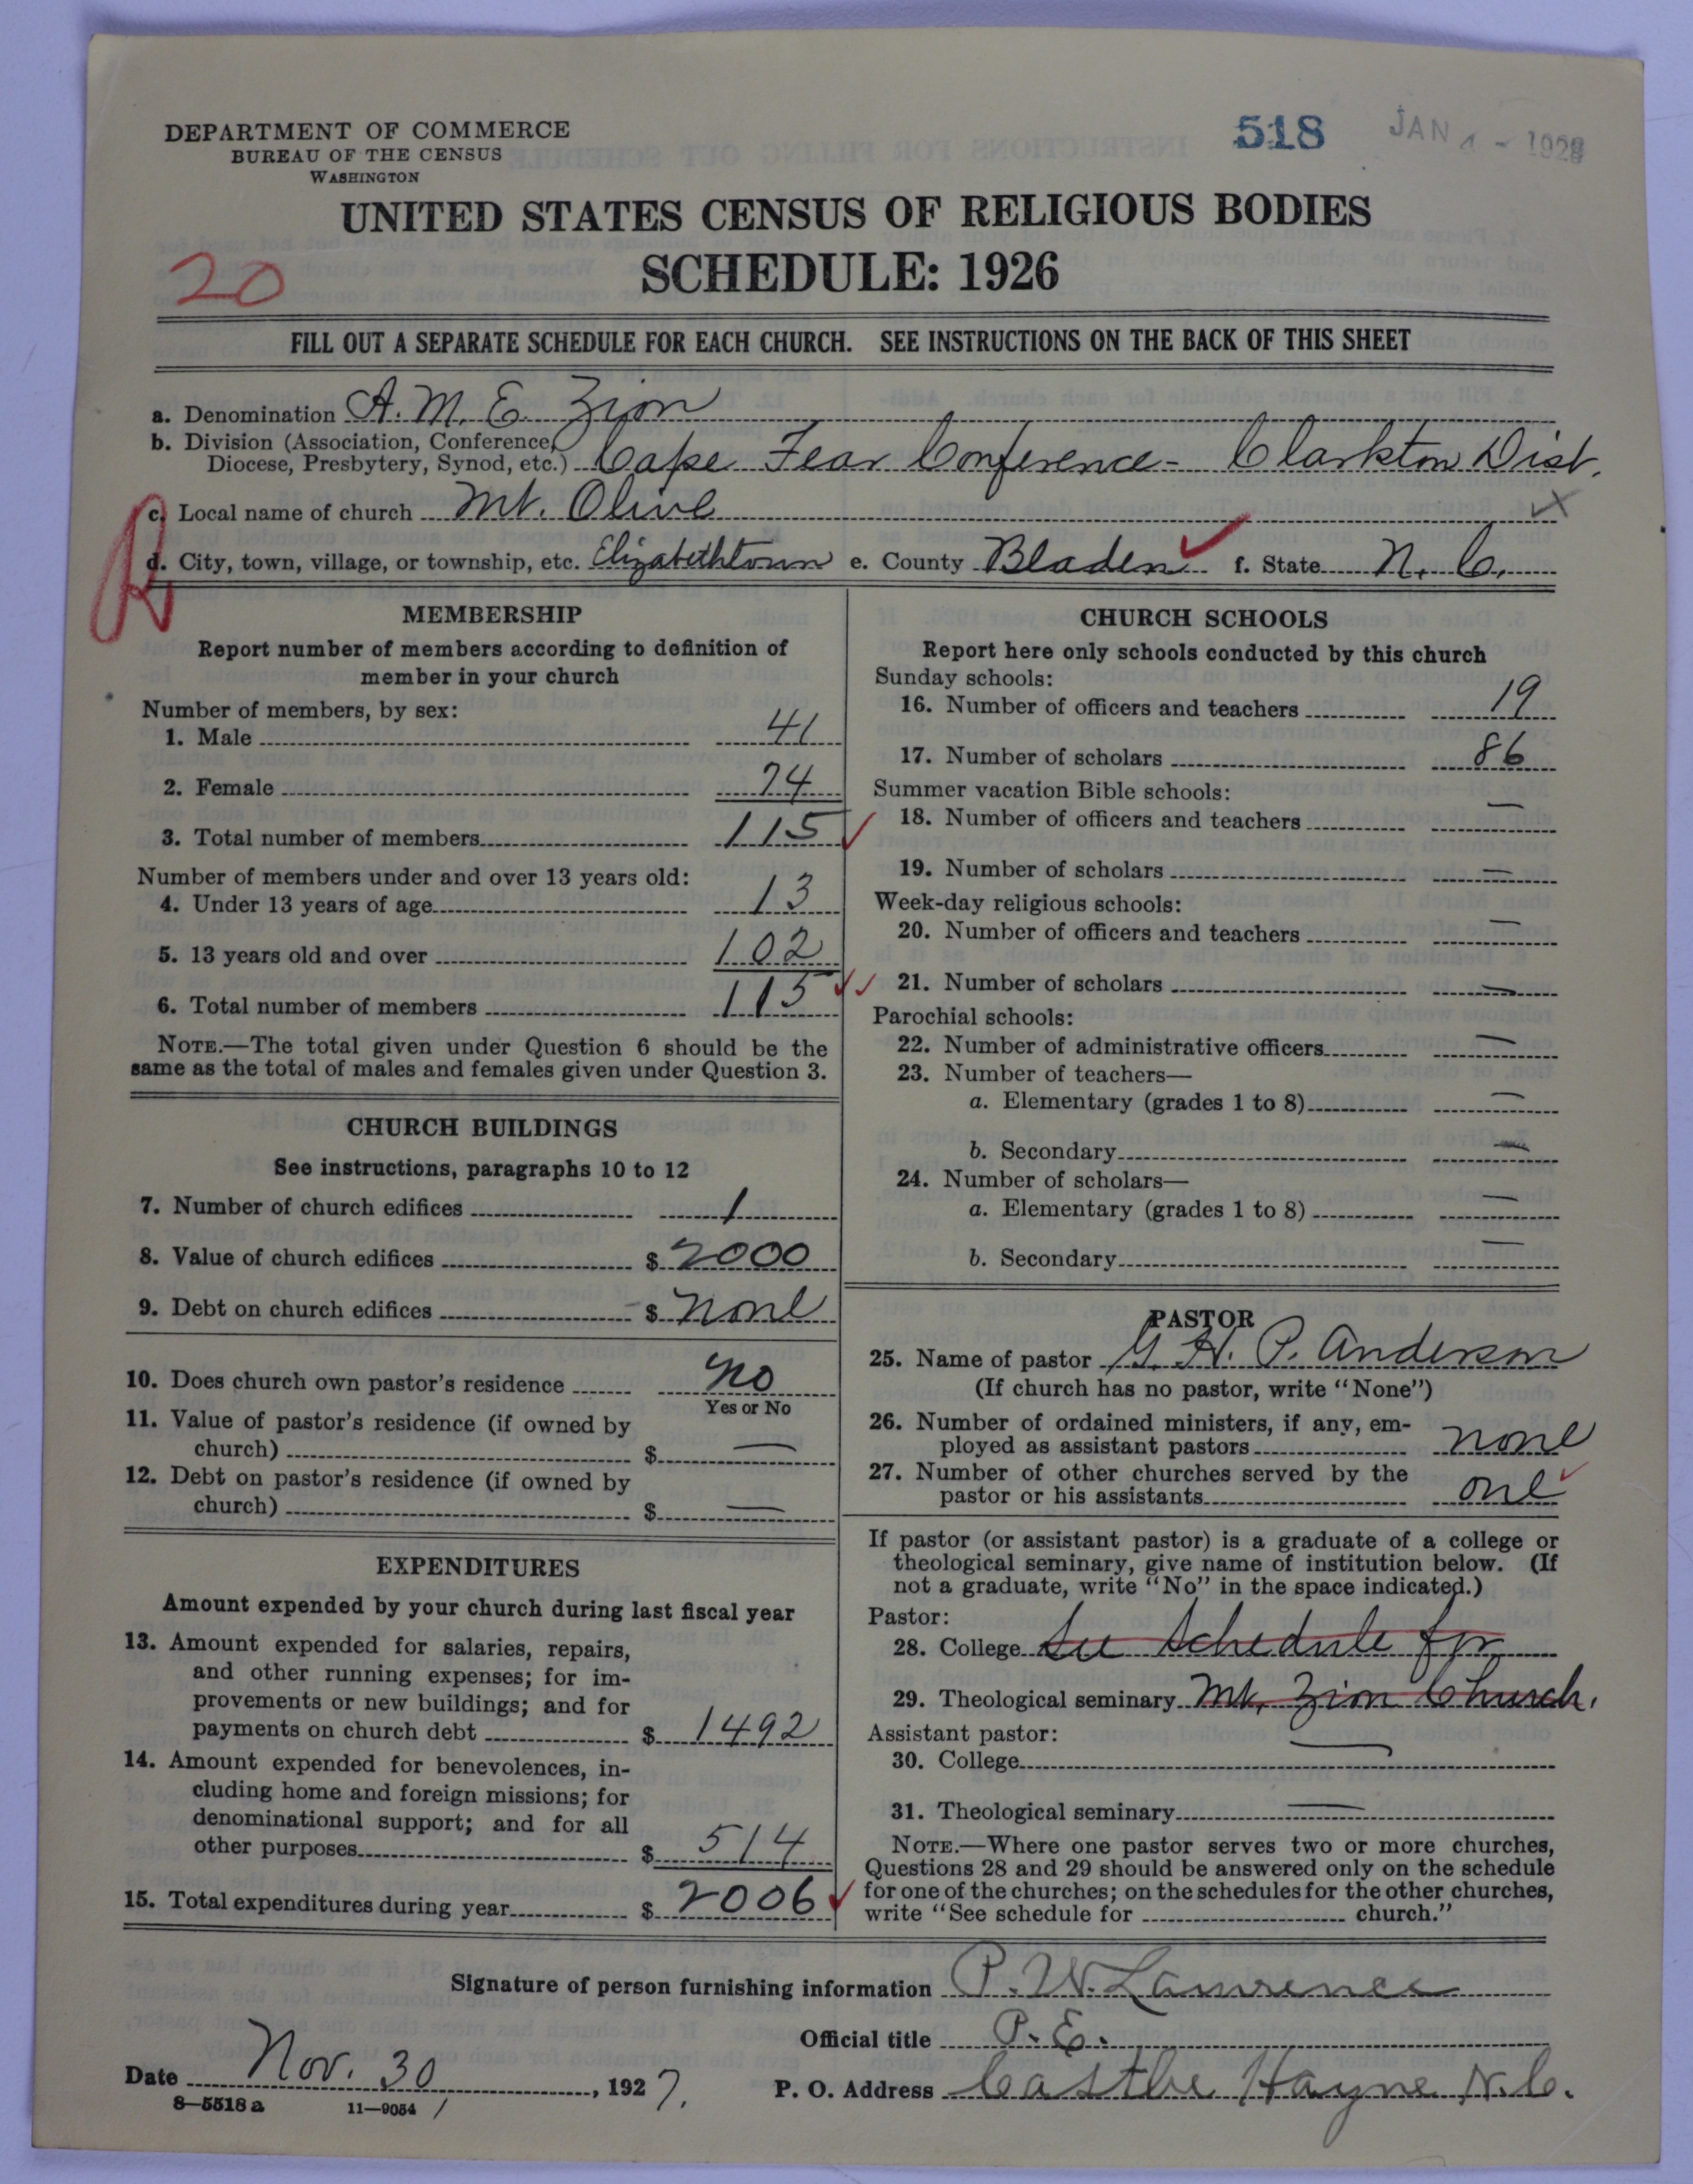 DEPARTMENT OF COMMERCE
BUREAU OF THE CENSUS
WASHINGTON
518 JAN 4 - 1928
UNITED STATES CENSUS OF RELIGIOUS BODIES
20
SCHEDULE: 1926
FILL OUT A SEPARATE SCHEDULE FOR EACH CHURCH. SEE INSTRUCTIONS ON THE BACK OF THIS SHEET
a. Denomination A. M. E. Zion
b. Division (Association, Conference,
Diocese, Presbytery, Synod, etc.) Cape Fear Conference - Clarkton Dist.
c. Local name of church Mt. Olive
d. City, town, village, or township, etc. Elizabethtown e. County Bladen f. State N. C.
MEMBERSHIP
Report number of members according to definition of
member in your church
Number of members, by sex:
1. Male 41
2. Female 74
3. Total number of members 115
Number of members under and over 13 years old:
4. Under 13 years of age 13
5. 13 years old and over 102
6. Total number of members 115
NOTE.—The total given under Question 6 should be the
same as the total of males and females given under Question 3.
CHURCH BUILDINGS
See instructions, paragraphs 10 to 12
7. Number of church edifices 1
8. Value of church edifices $ 2000
9. Debt on church edifices $ none
10. Does church own pastor's residence no
Yes or No
11. Value of pastor's residence (if owned by
church) $ —
12. Debt on pastor's residence (if owned by
church) $ —
EXPENDITURES
Amount expended by your church during last fiscal year
13. Amount expended for salaries, repairs,
and other running expenses; for im-
provements or new buildings; and for
payments on church debt $ 1492
14. Amount expended for benevolences, in-
cluding home and foreign missions; for
denominational support; and for all
other purposes $ 514
15. Total expenditures during year $ 2006
CHURCH SCHOOLS
Report here only schools conducted by this church
Sunday schools:
16. Number of officers and teachers 19
17. Number of scholars 86
Summer vacation Bible schools:
18. Number of officers and teachers —
19. Number of scholars —
Week-day religious schools:
20. Number of officers and teachers —
21. Number of scholars —
Parochial schools:
22. Number of administrative officers —
23. Number of teachers—
a. Elementary (grades 1 to 8) —
b. Secondary —
24. Number of scholars—
a. Elementary (grades 1 to 8) —
b. Secondary —
PASTOR
25. Name of pastor G. H. P. Anderson
(If church has no pastor, write "None")
26. Number of ordained ministers, if any, em-
ployed as assistant pastors none
27. Number of other churches served by the
pastor or his assistants one
If pastor (or assistant pastor) is a graduate of a college or
theological seminary, give name of institution below. (If
not a graduate, write "No" in the space indicated.)
Pastor:
28. College See Schedule for
29. Theological seminary Mt. Zion Church.
Assistant pastor:
30. College —
31. Theological seminary —
NOTE.—Where one pastor serves two or more churches,
Questions 28 and 29 should be answered only on the schedule
for one of the churches; on the schedules for the other churches,
write "See schedule for church."
Signature of person furnishing information P. W. Lawrence
Official title P. E.
Date Nov. 30, 1927. P. O. Address Castle Hayne N. C.
8—5518 a 11—9054